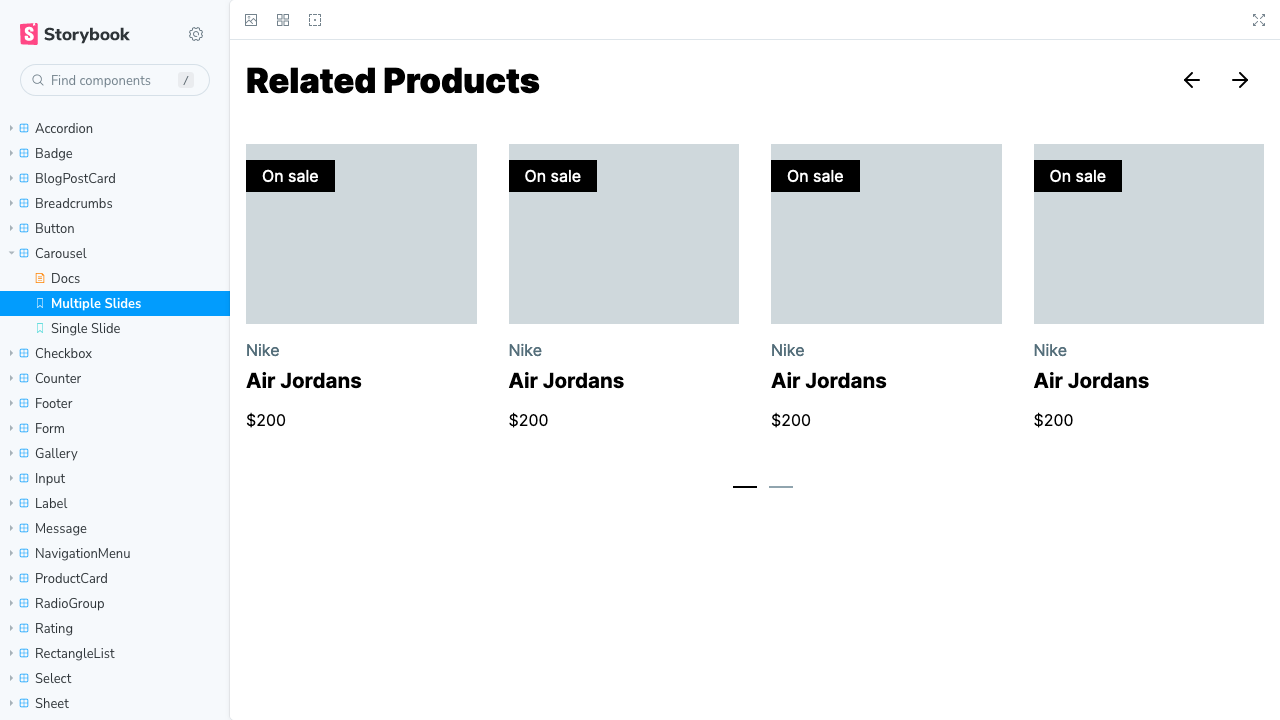 Storybook
Find components /
Accordion
Badge
BlogPostCard
Breadcrumbs
Button
Carousel
Docs
Multiple Slides
Single Slide
Checkbox
Counter
Footer
Form
Gallery
Input
Label
Message
NavigationMenu
ProductCard
RadioGroup
Rating
RectangleList
Select
Sheet
Related Products
On sale On sale On sale On sale
Nike Nike Nike Nike
Air Jordans Air Jordans Air Jordans Air Jordans
$200 $200 $200 $200